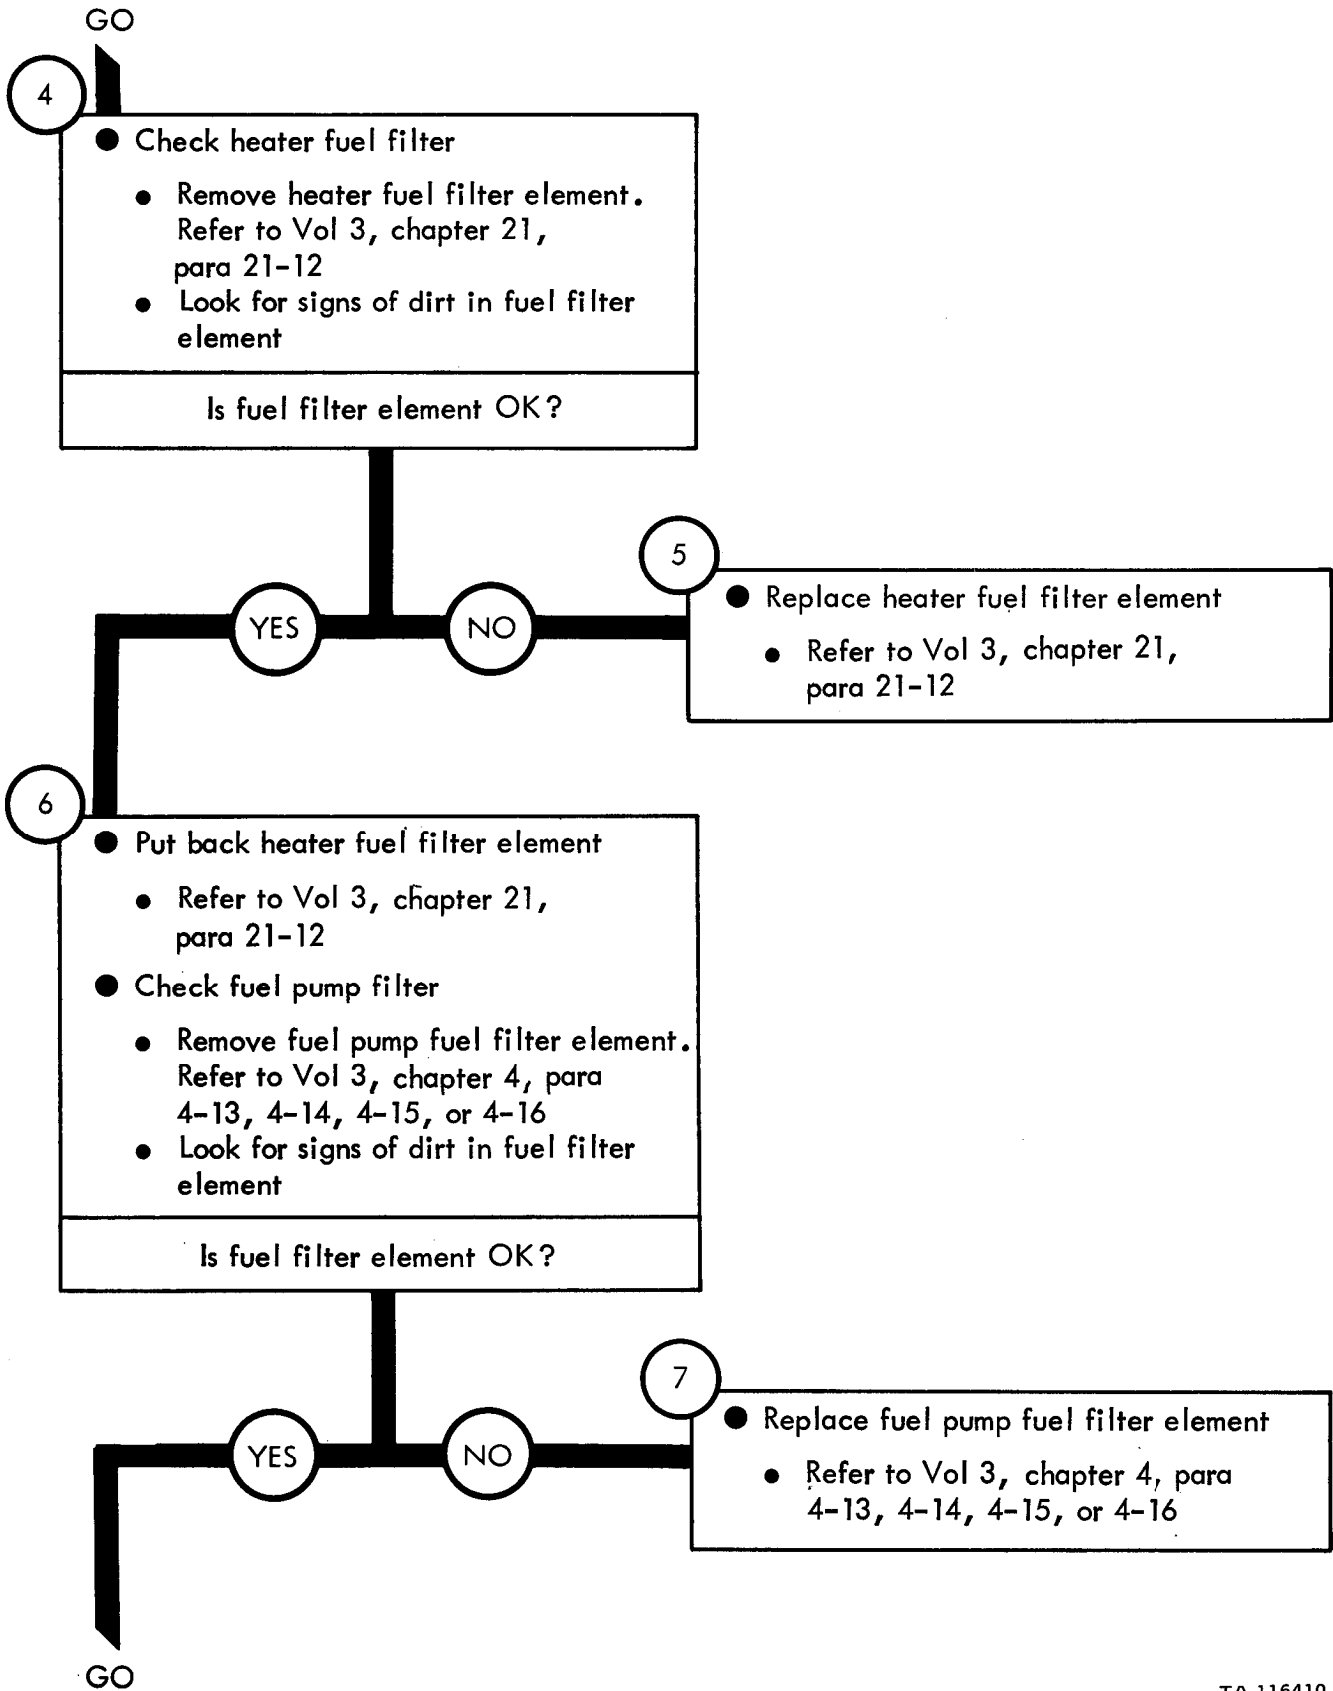 GO
4
● Check heater fuel filter
● Remove heater fuel filter element.
Refer to Vol 3, chapter 21,
para 21-12
● Look for signs of dirt in fuel filter
element
Is fuel filter element OK?
YES
NO
5
● Replace heater fuel filter element
● Refer to Vol 3, chapter 21,
para 21-12
6
● Put back heater fuel filter element
● Refer to Vol 3, chapter 21,
para 21-12
● Check fuel pump filter
● Remove fuel pump fuel filter element.
Refer to Vol 3, chapter 4, para
4-13, 4-14, 4-15, or 4-16
● Look for signs of dirt in fuel filter
element
Is fuel filter element OK?
YES
NO
7
● Replace fuel pump fuel filter element
● Refer to Vol 3, chapter 4, para
4-13, 4-14, 4-15, or 4-16
GO
TA 116410